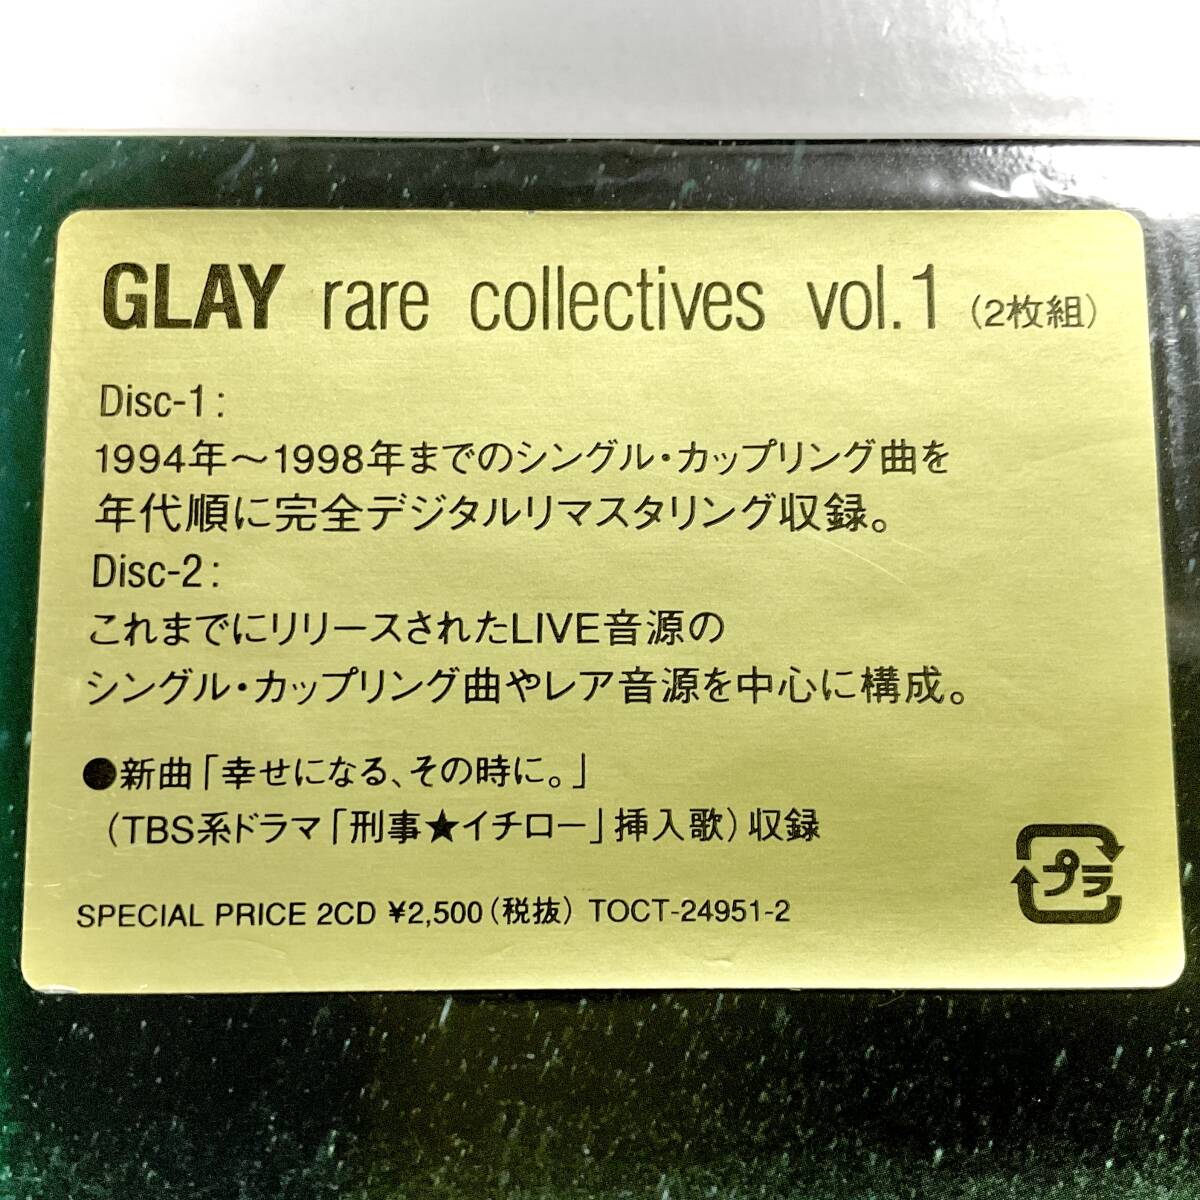 GLAY rare collectives vol.1 (2枚組)
Disc-1:
1994年～1998年までのシングル・カップリング曲を
年代順に完全デジタルリマスタリング収録。
Disc-2:
これまでにリリースされたLIVE音源の
シングル・カップリング曲やレア音源を中心に構成。
●新曲「幸せになる、その時に。」
(TBS系ドラマ「刑事★イチロー」挿入歌)収録
プラ
SPECIAL PRICE 2CD ¥2,500(税抜) TOCT-24951-2